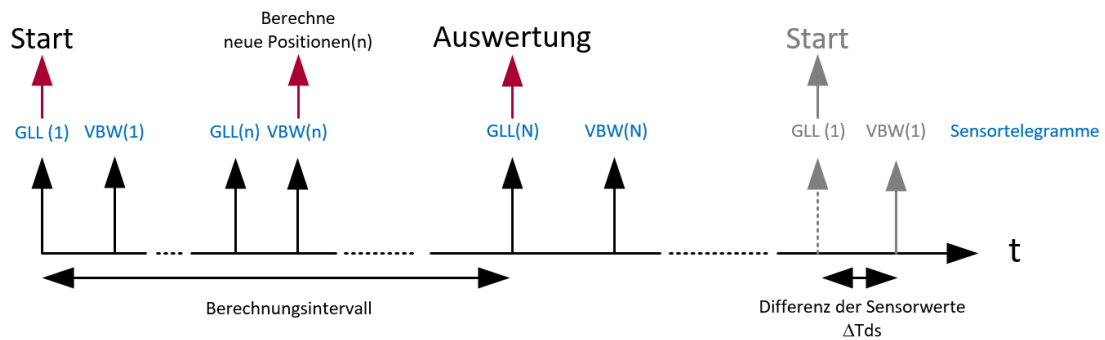 Berechne
neue Positionen(n)
Start
Auswertung
Start
GLL (1) VBW(1) GLL(n) VBW(n) GLL(N) VBW(N) GLL (1) VBW(1) Sensortelegramme
t
Berechnungsintervall
Differenz der Sensorwerte
ΔTds